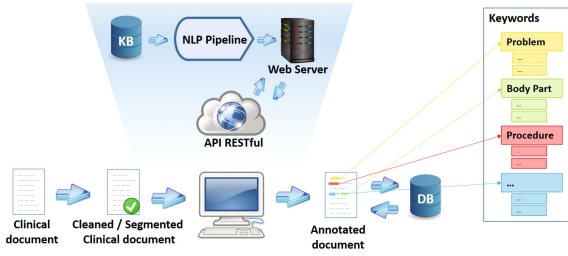 Keywords
KB
NLP Pipeline
Web Server
Problem
...
...
Body Part
...
...
API RESTful
Procedure
..
...
...
...
...
DB
Clinical
document
Cleaned / Segmented
Clinical document
Annotated
document